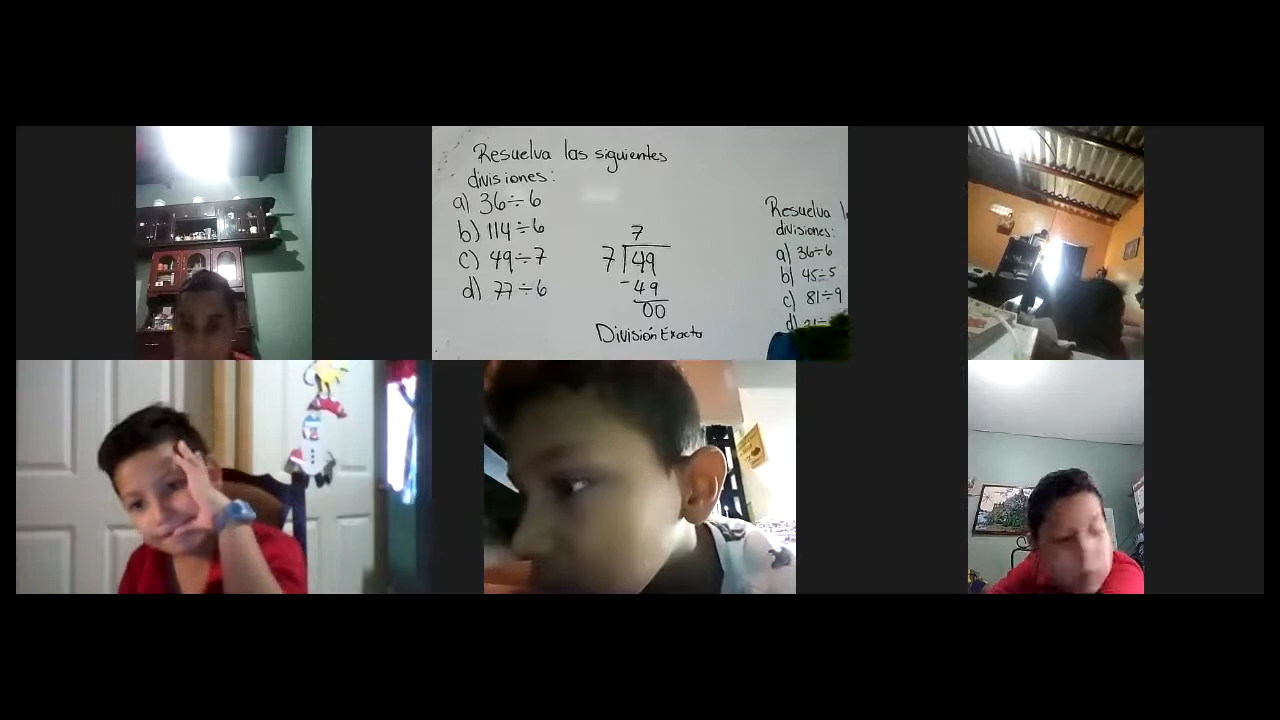 Resuelva las siguientes
divisiones:
a) 36÷6
b) 114÷6
c) 49÷7
d) 77÷6
7
7 49
-49
00
División Exacta
Resuelva
divisiones:
a) 36÷6
b) 45÷5
c) 81÷9
d)